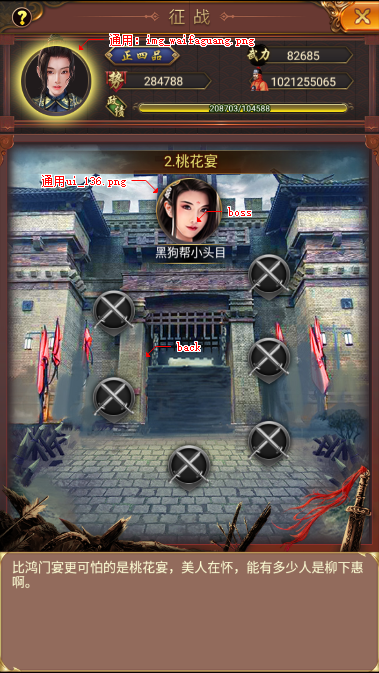 ?
征战
通用：img_waifaguang.png
正四品
武力
82685
势
284788
1021255065
政绩
208703/104588
2.桃花宴
通用ui_136.png
boss
黑狗帮小头目
back
比鸿门宴更可怕的是桃花宴，美人在怀，能有多少人是柳下惠
啊。